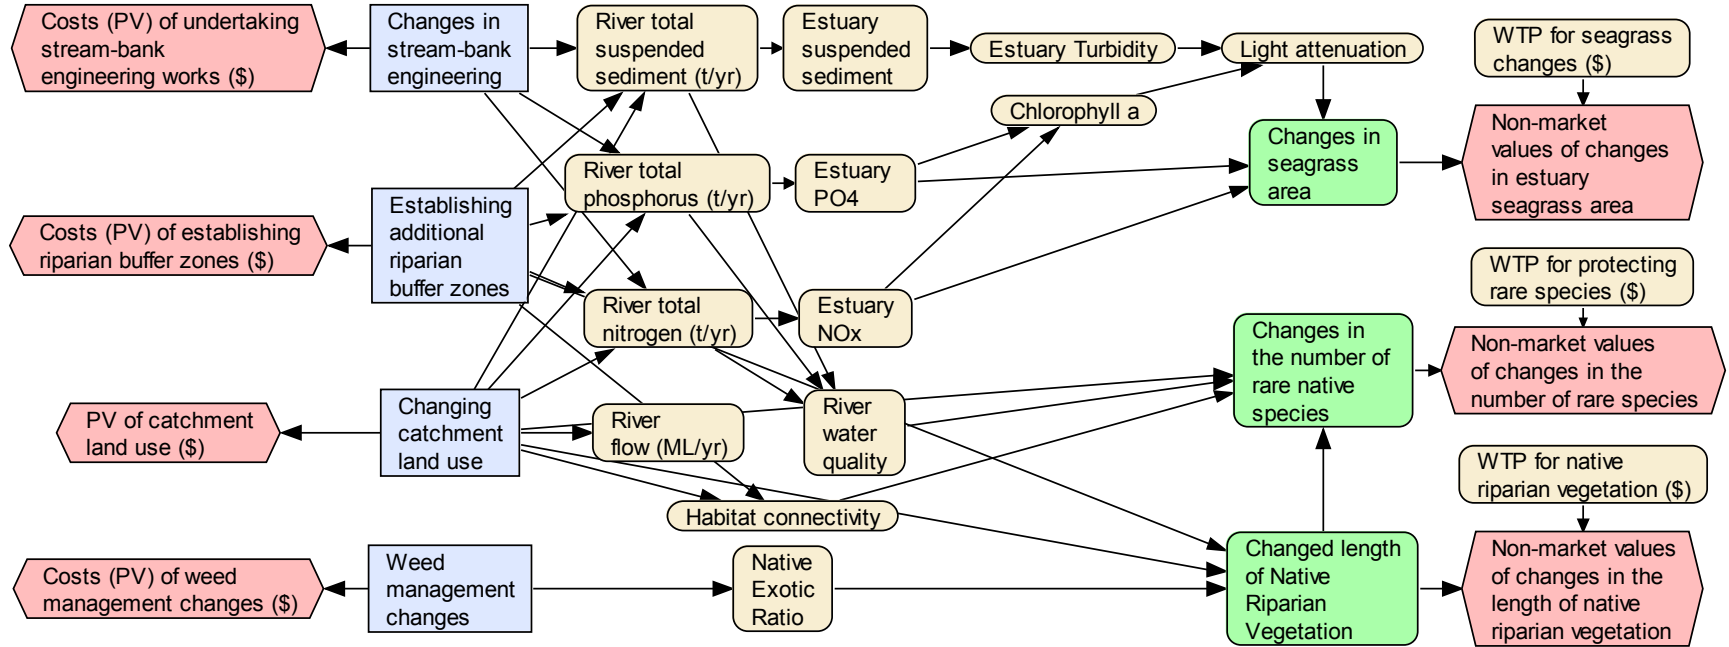 Costs (PV) of undertaking
stream-bank
engineering works ($)
Changes in
stream-bank
engineering
River total
suspended
sediment (t/yr)
Estuary
suspended
sediment
Estuary Turbidity
Light attenuation
WTP for seagrass
changes ($)
Chlorophyll a
Changes in
seagrass
area
Non-market
values of changes
in estuary
seagrass area
River total
phosphorus (t/yr)
Estuary
PO4
Costs (PV) of establishing
riparian buffer zones ($)
Establishing
additional
riparian
buffer zones
River total
nitrogen (t/yr)
Estuary
NOx
WTP for protecting
rare species ($)
Changes in
the number of
rare native
species
Non-market values
of changes in the
number of rare species
PV of catchment
land use ($)
Changing
catchment
land use
River
flow (ML/yr)
River
water
quality
WTP for native
riparian vegetation ($)
Habitat connectivity
Costs (PV) of weed
management changes ($)
Weed
management
changes
Native
Exotic
Ratio
Changed length
of Native
Riparian
Vegetation
Non-market values
of changes in the
length of native
riparian vegetation